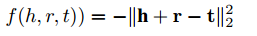 f(h, r, t)) = −‖h + r − t‖₂²